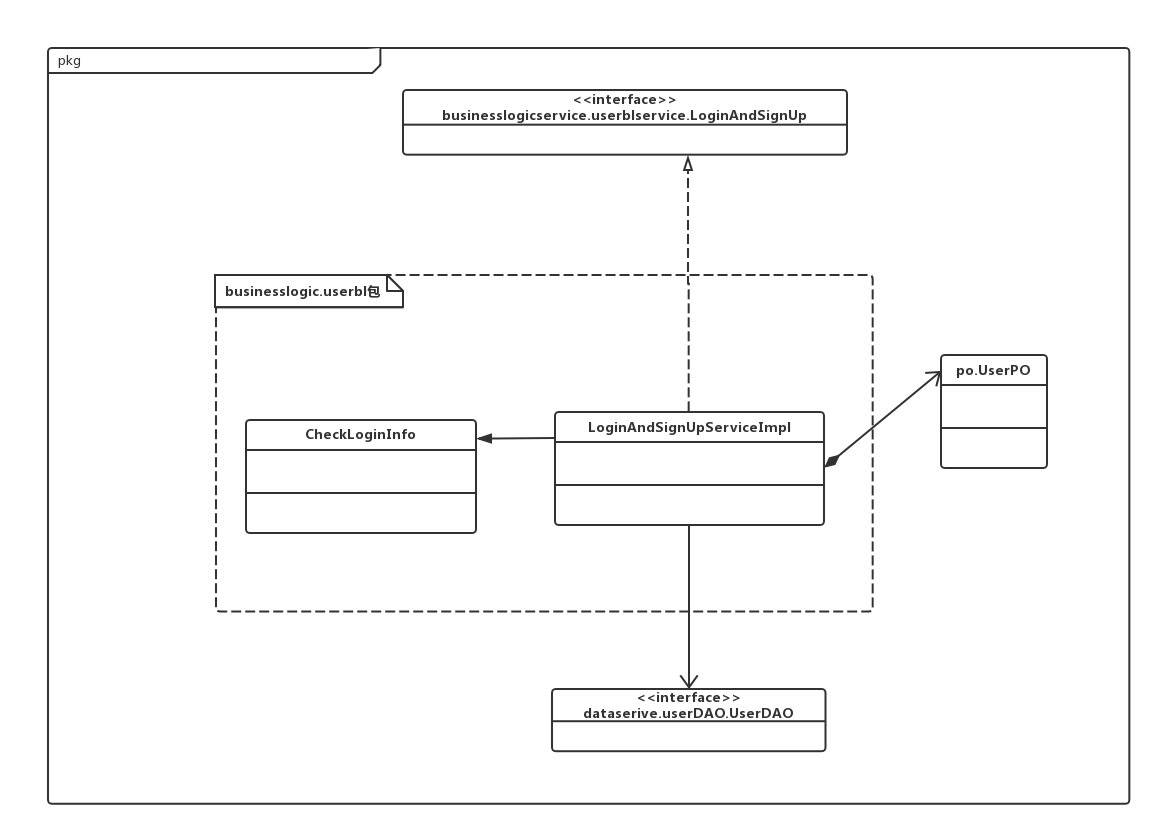 pkg
<<interface>>
businesslogicservice.userblservice.LoginAndSignUp
businesslogic.userbl包
po.UserPO
LoginAndSignUpServiceImpl
CheckLoginInfo
<<interface>>
dataserive.userDAO.UserDAO